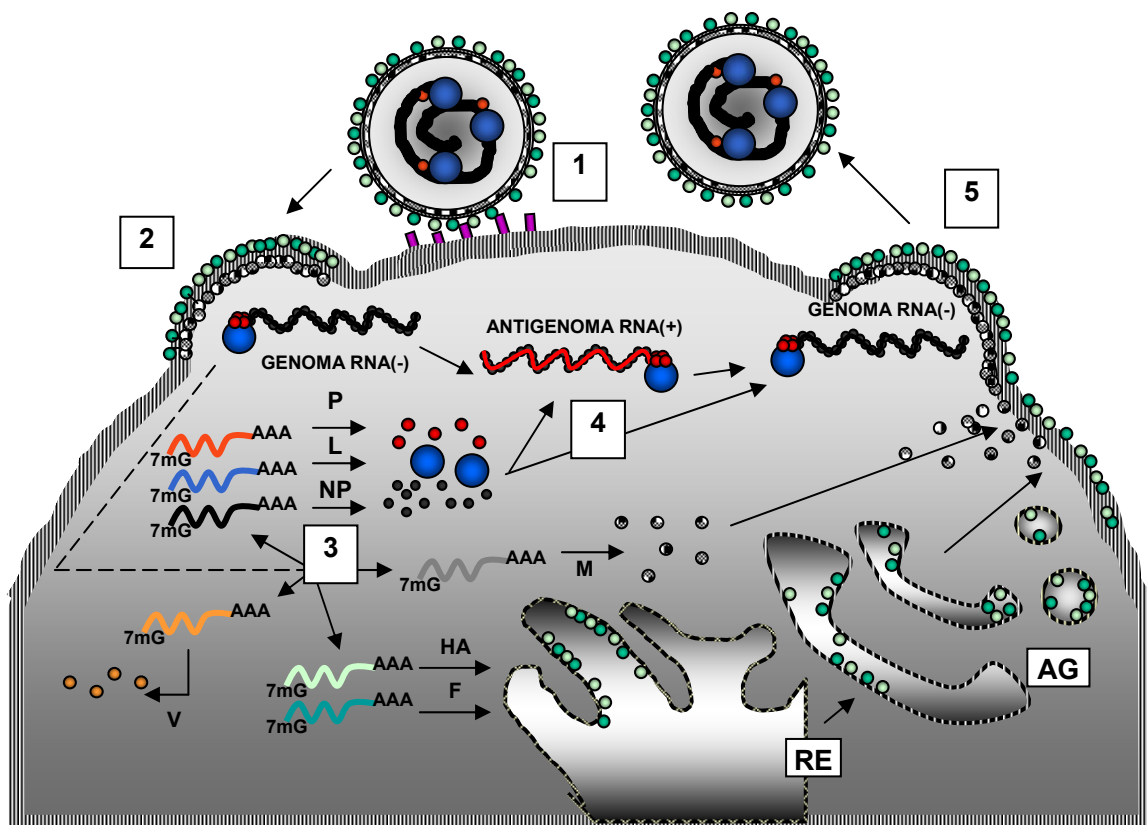 1
5
2
GENOMA RNA(-)
ANTIGENOMA RNA(+)
GENOMA RNA(-)
P
AAA
7mG
L
AAA
7mG
NP
AAA
7mG
4
3
AAA
7mG
M
AAA
7mG
V
HA
AAA
7mG
F
AAA
7mG
AG
RE